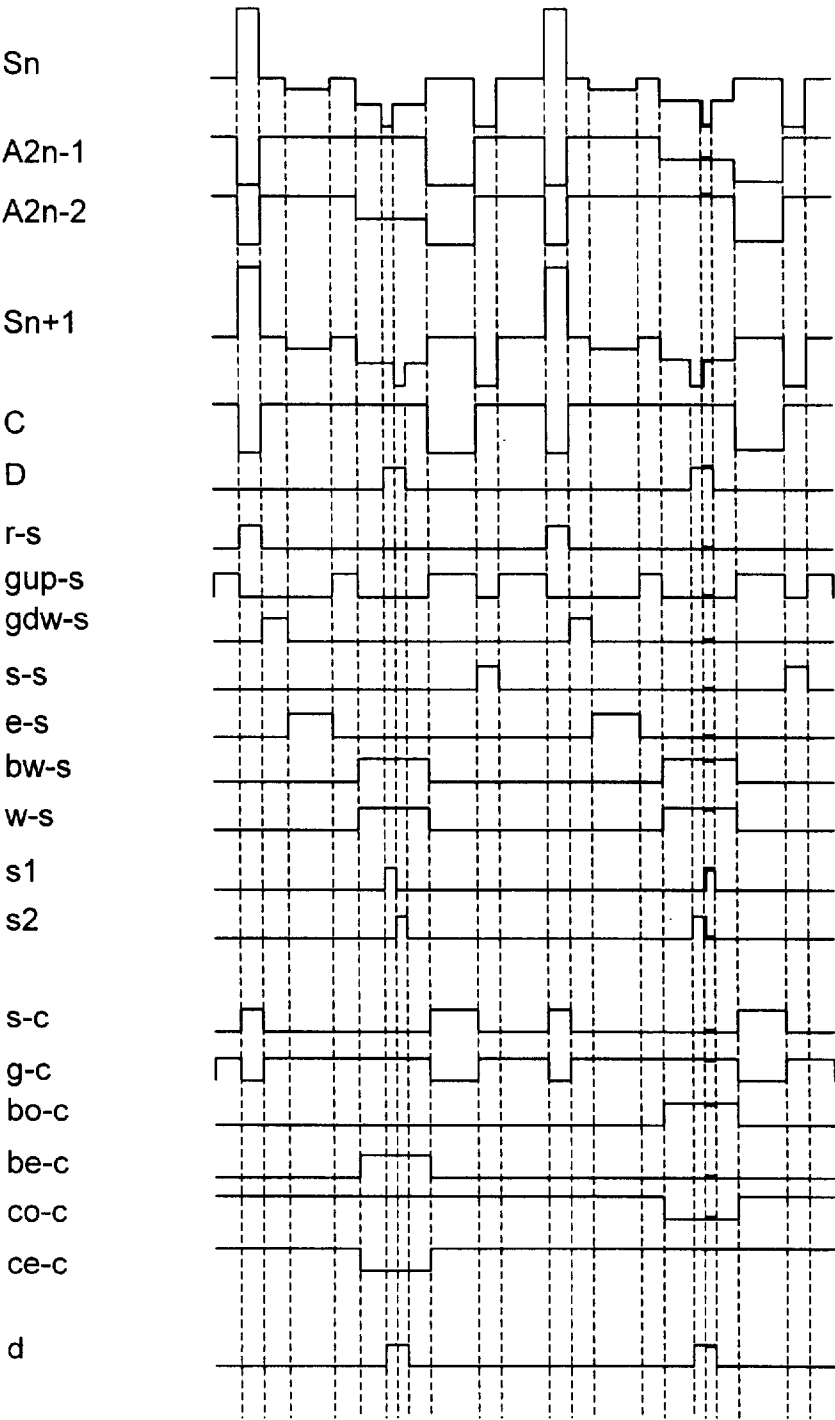 Sn
A2n-1
A2n-2
Sn+1
C
D
r-s
gup-s
gdw-s
s-s
e-s
bw-s
w-s
s1
s2
s-c
g-c
bo-c
be-c
co-c
ce-c
d